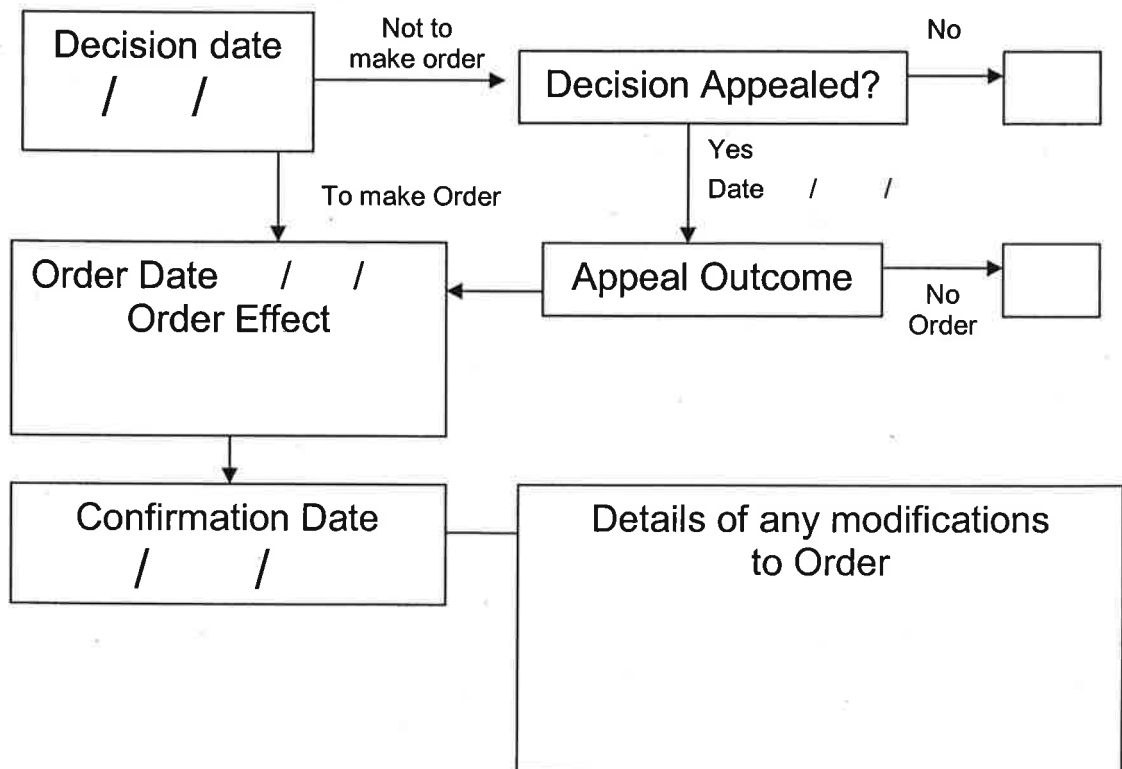 Decision date
/ /
Not to
make order
Decision Appealed?
No
Yes
Date / /
To make Order
Order Date / /
Order Effect
Appeal Outcome
No
Order
Confirmation Date
/ /
Details of any modifications
to Order